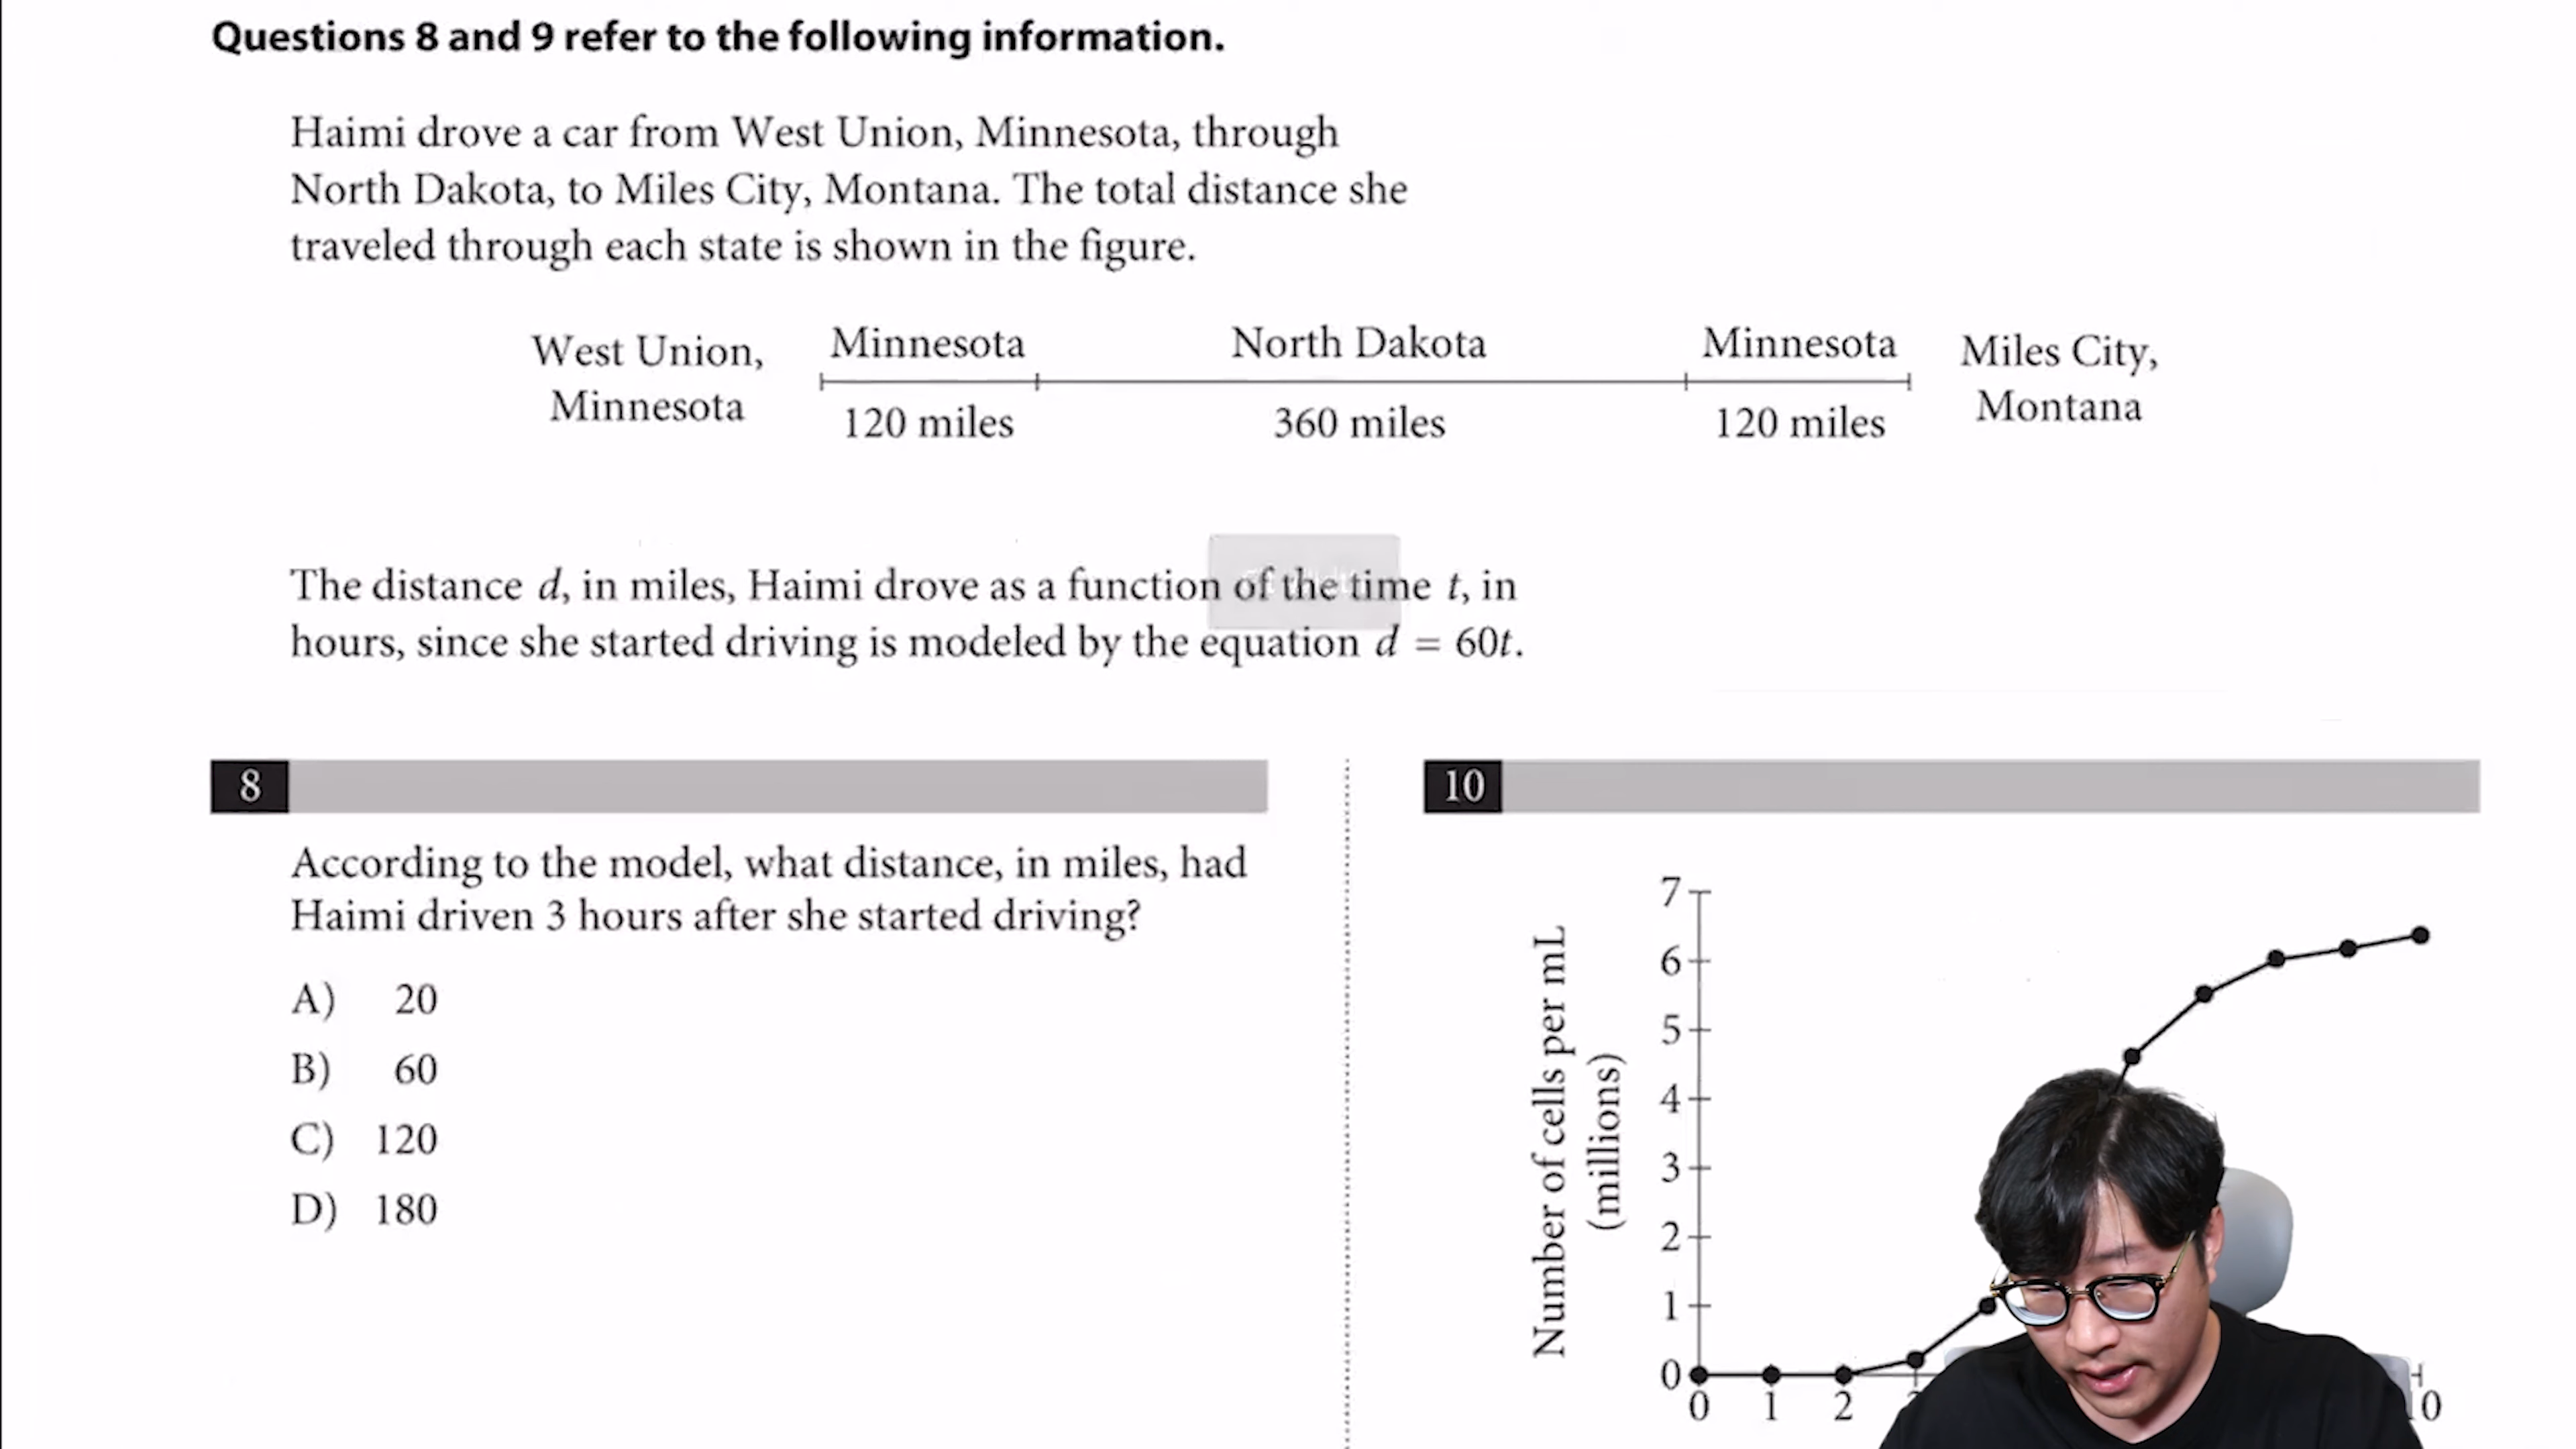 Questions 8 and 9 refer to the following information.
Haimi drove a car from West Union, Minnesota, through
North Dakota, to Miles City, Montana. The total distance she
traveled through each state is shown in the figure.
West Union,
Minnesota
Minnesota
North Dakota
Minnesota
Miles City,
Montana
120 miles
360 miles
120 miles
The distance d, in miles, Haimi drove as a function of the time t, in
hours, since she started driving is modeled by the equation d = 60t.
8
According to the model, what distance, in miles, had
Haimi driven 3 hours after she started driving?
A) 20
B) 60
C) 120
D) 180
10
Number of cells per mL
(millions)
7
6
5
4
3
2
1
0
0 1 2